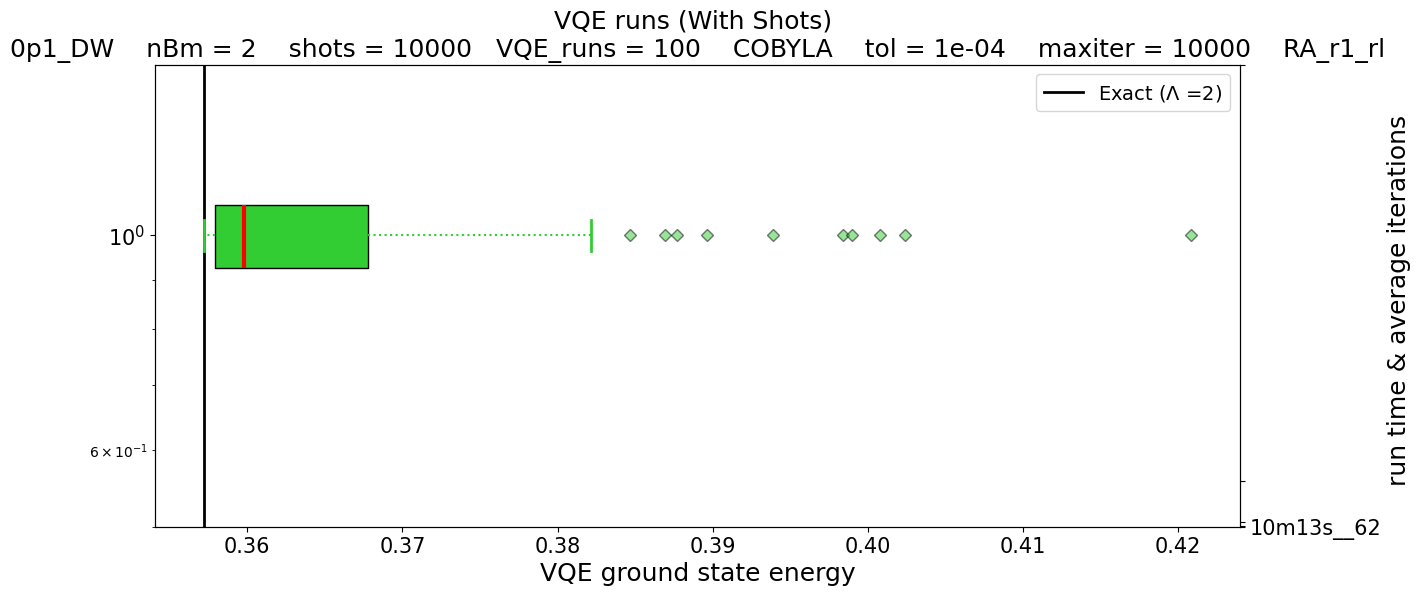 VQE runs (With Shots)
0p1_DW nBm = 2 shots = 10000 VQE_runs = 100 COBYLA tol = 1e-04 maxiter = 10000 RA_r1_rl
Exact (Λ =2)
10⁰
6 × 10⁻¹
0.36 0.37 0.38 0.39 0.40 0.41 0.42
VQE ground state energy
10m13s__62
run time & average iterations